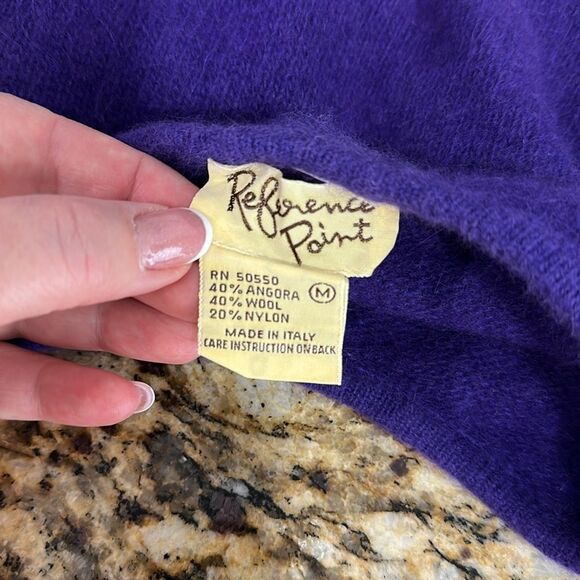 Reference
Point
RN 50550
40% ANGORA M
40% WOOL
20% NYLON
MADE IN ITALY
CARE INSTRUCTION ON BACK